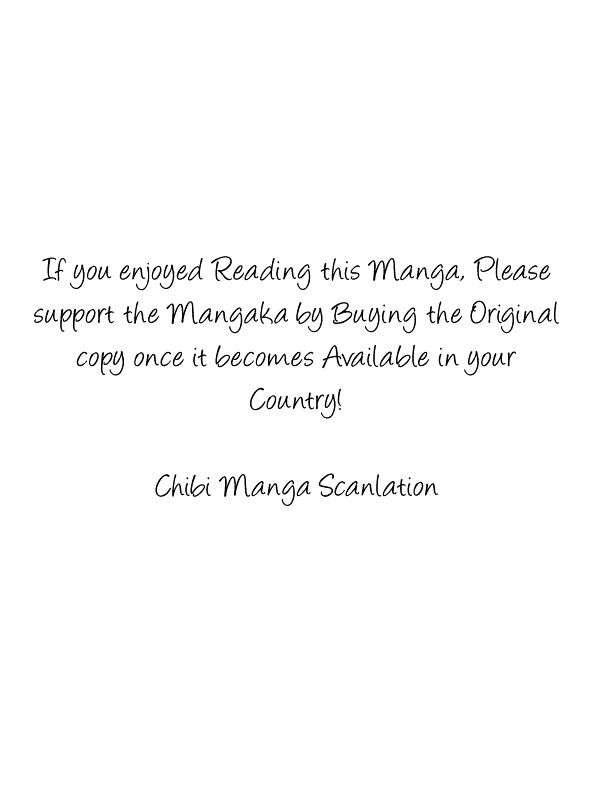 If you enjoyed Reading this Manga, Please
support the Mangaka by Buying the Original
copy once it becomes Available in your
Country!
Chibi Manga Scanlation